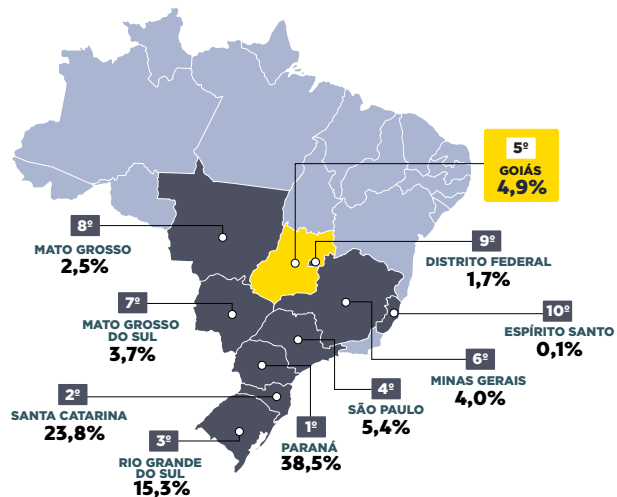 5º
GOIÁS
4,9%
8º
MATO GROSSO
2,5%
9º
DISTRITO FEDERAL
1,7%
7º
MATO GROSSO
DO SUL
3,7%
10º
ESPÍRITO SANTO
0,1%
6º
MINAS GERAIS
4,0%
2º
SANTA CATARINA
23,8%
4º
SÃO PAULO
5,4%
1º
PARANÁ
38,5%
3º
RIO GRANDE
DO SUL
15,3%